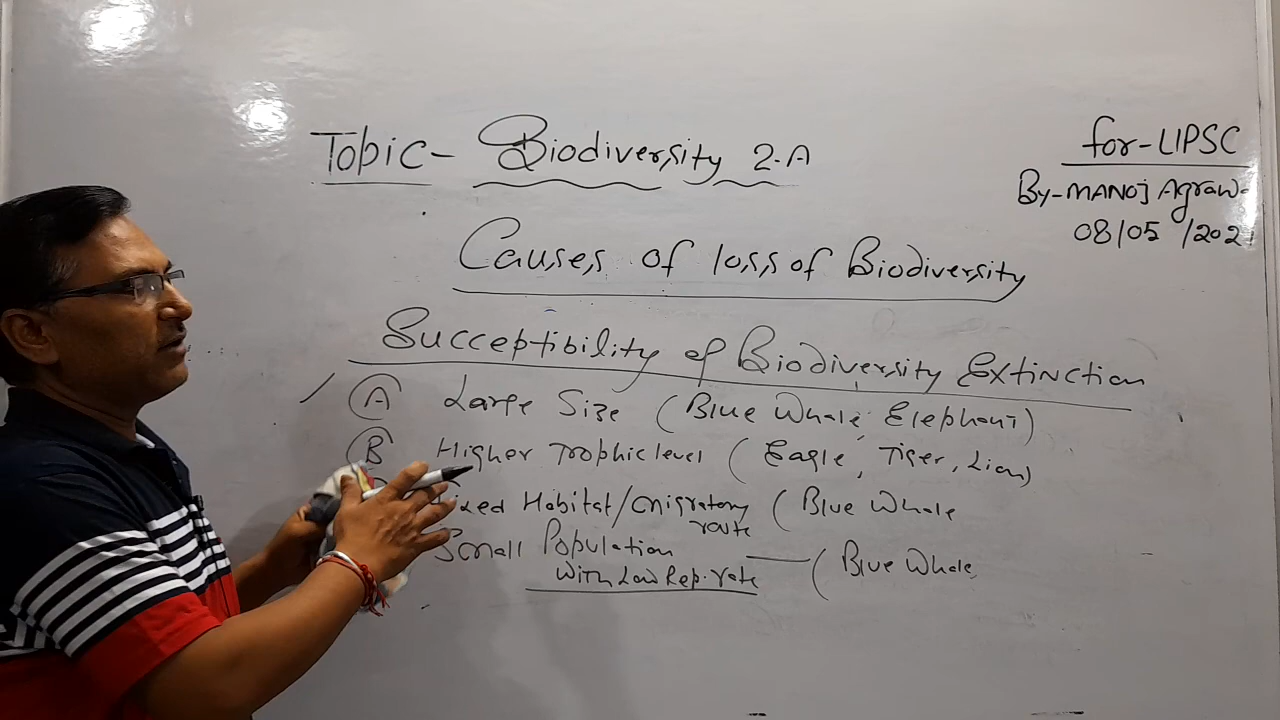 Topic- Biodiversity 2.A
for-LIPSC
By-MANOJ Agraw
08/05/202
Causes of loss of Biodiversity
Succeptibility of Biodiversity Extinction
A Large Size (Blue Whale, Elephant)
B Higher Trophic level (Eagle, Tiger, Lion)
ixed Habitat/Migratory route (Blue Whale
Small Population With Low Rep. rate — (Blue Whale,